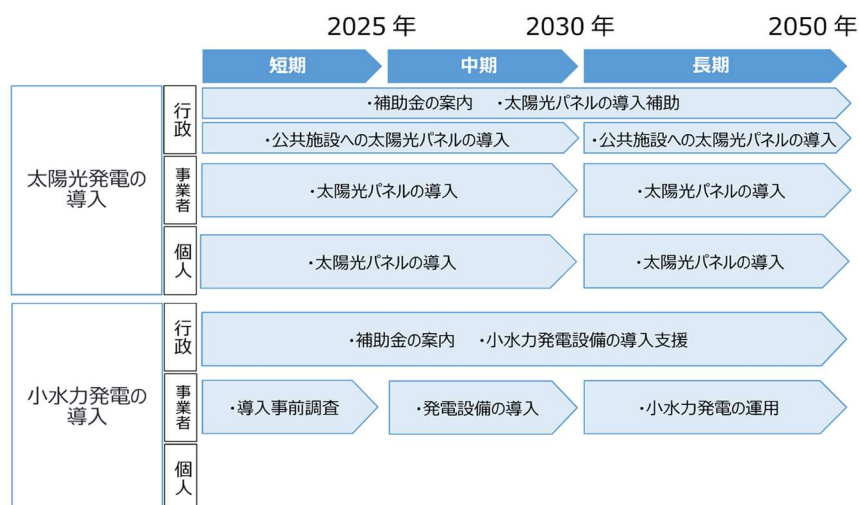 2025 年
2030 年
2050 年
短期
中期
長期
太陽光発電の
導入
行政
・補助金の案内 ・太陽光パネルの導入補助
・公共施設への太陽光パネルの導入
・公共施設への太陽光パネルの導入
事業者
・太陽光パネルの導入
・太陽光パネルの導入
個人
・太陽光パネルの導入
・太陽光パネルの導入
小水力発電の
導入
行政
・補助金の案内 ・小水力発電設備の導入支援
事業者
・導入事前調査
・発電設備の導入
・小水力発電の運用
個人